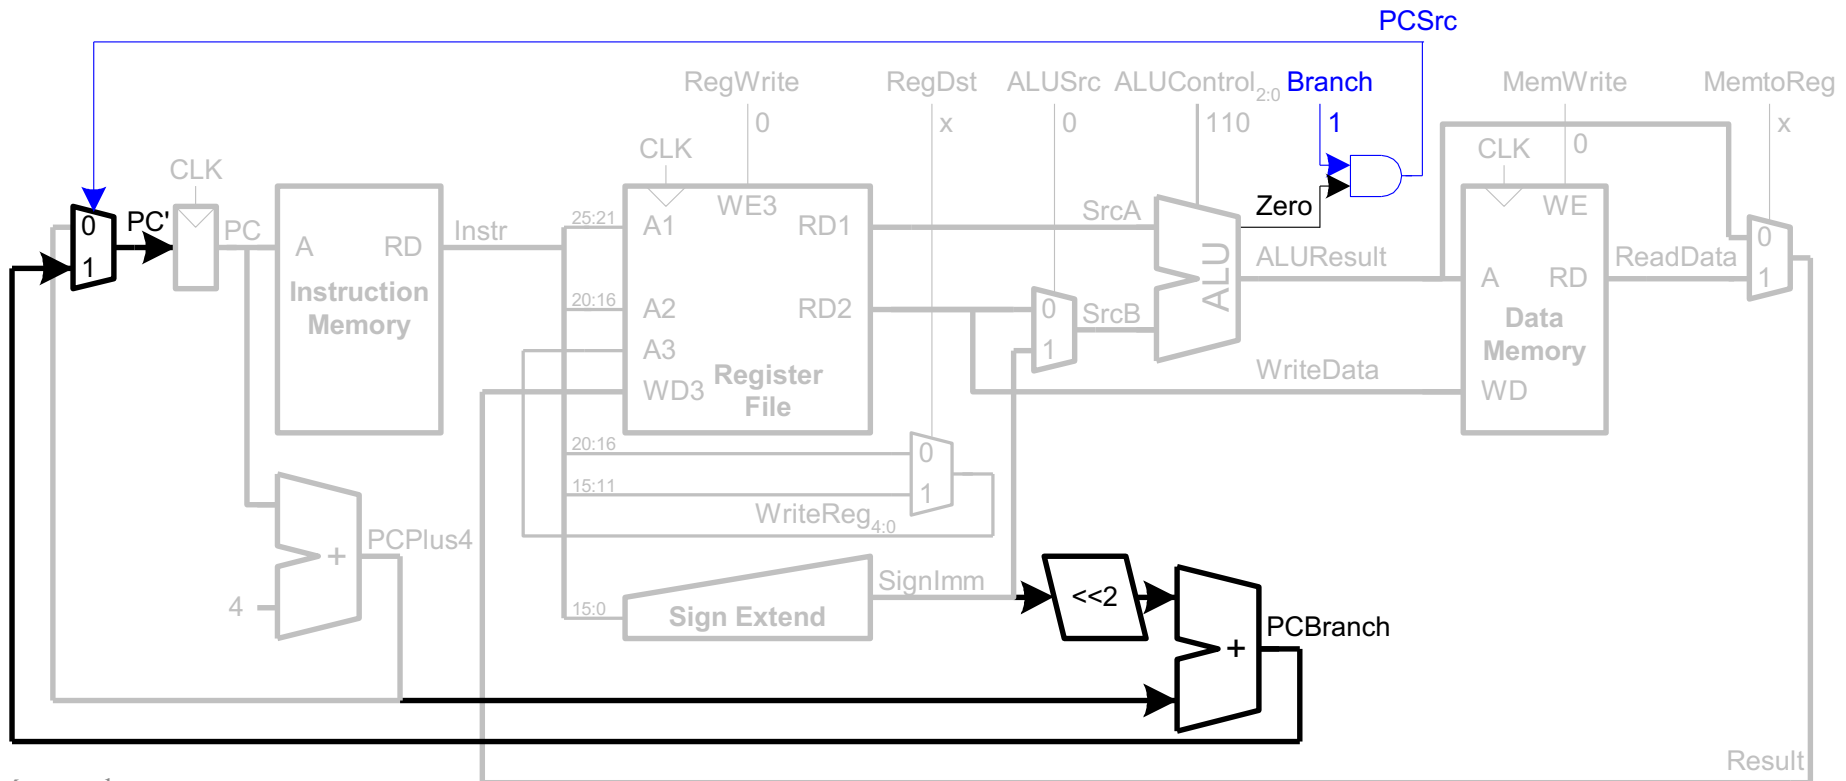 PCSrc
RegWrite RegDst ALUSrc ALUControl2:0 Branch MemWrite MemtoReg
0 x 0 110 1 0 x
CLK CLK CLK
0 PC' PC A RD Instr 25:21 A1 WE3 RD1 SrcA Zero WE 0
1 Instruction Memory 20:16 A2 RD2 0 SrcB ALU ALUResult A RD ReadData 1
A3 1 Data Memory
WD3 Register File WriteData WD
20:16 0
15:11 1
WriteReg4:0
+ PCPlus4
4 15:0 Sign Extend SignImm <<2
+ PCBranch
Result